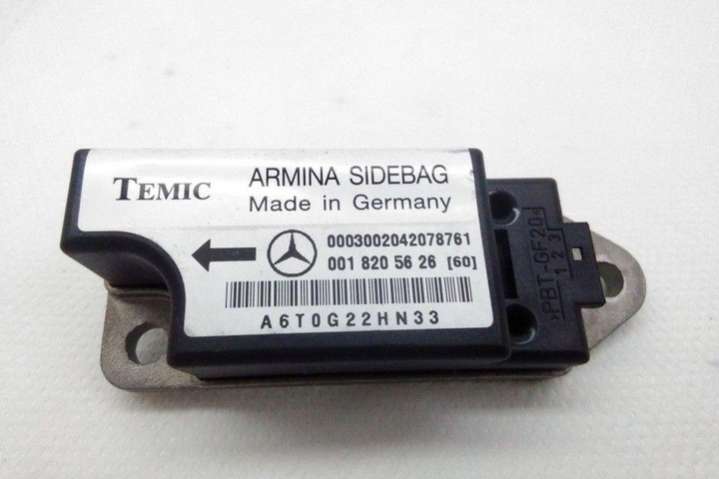 TEMIC
ARMINA SIDEBAG
Made in Germany
0003002042078761
001 820 56 26 [60]
A6T0G22HN33
>PBT-GF20<
1 2 3